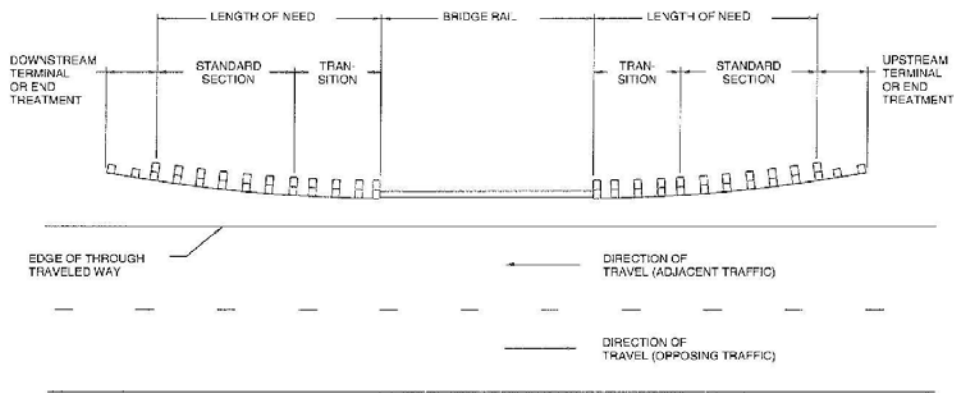 LENGTH OF NEED
BRIDGE RAIL
LENGTH OF NEED
DOWNSTREAM
TERMINAL
OR END
TREATMENT
STANDARD
SECTION
TRAN-
SITION
TRAN-
SITION
STANDARD
SECTION
UPSTREAM
TERMINAL
OR END
TREATMENT
EDGE OF THROUGH
TRAVELED WAY
DIRECTION OF
TRAVEL (ADJACENT TRAFFIC)
DIRECTION OF
TRAVEL (OPPOSING TRAFFIC)